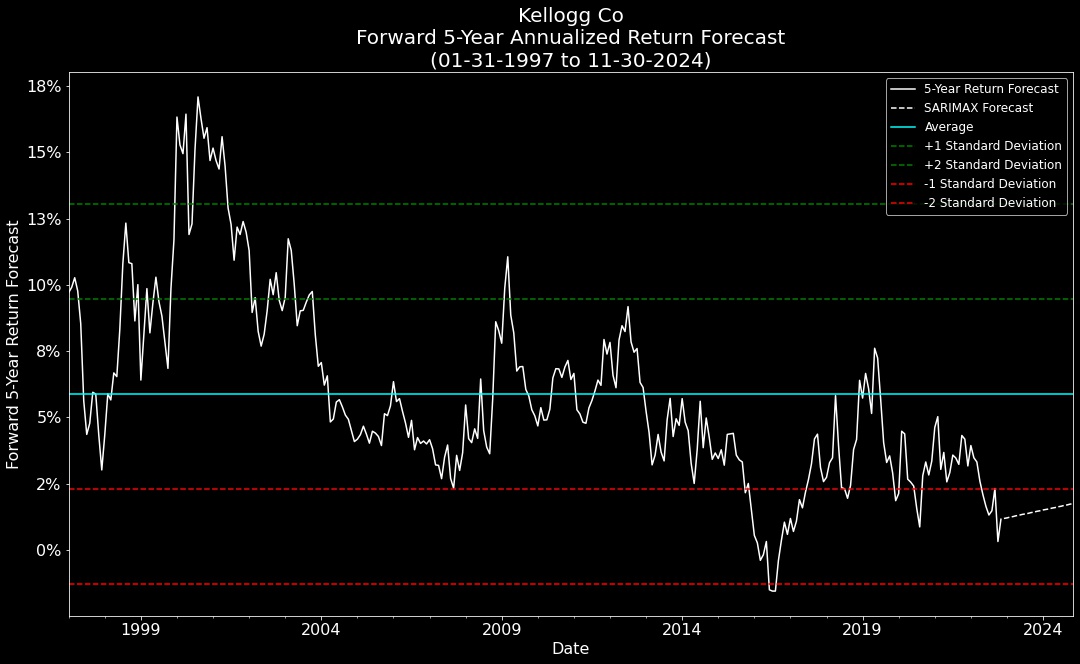 Kellogg Co
Forward 5-Year Annualized Return Forecast
(01-31-1997 to 11-30-2024)
18%
15%
13%
10%
8%
5%
2%
0%
Forward 5-Year Return Forecast
5-Year Return Forecast
SARIMAX Forecast
Average
+1 Standard Deviation
+2 Standard Deviation
-1 Standard Deviation
-2 Standard Deviation
1999
2004
2009
2014
2019
2024
Date